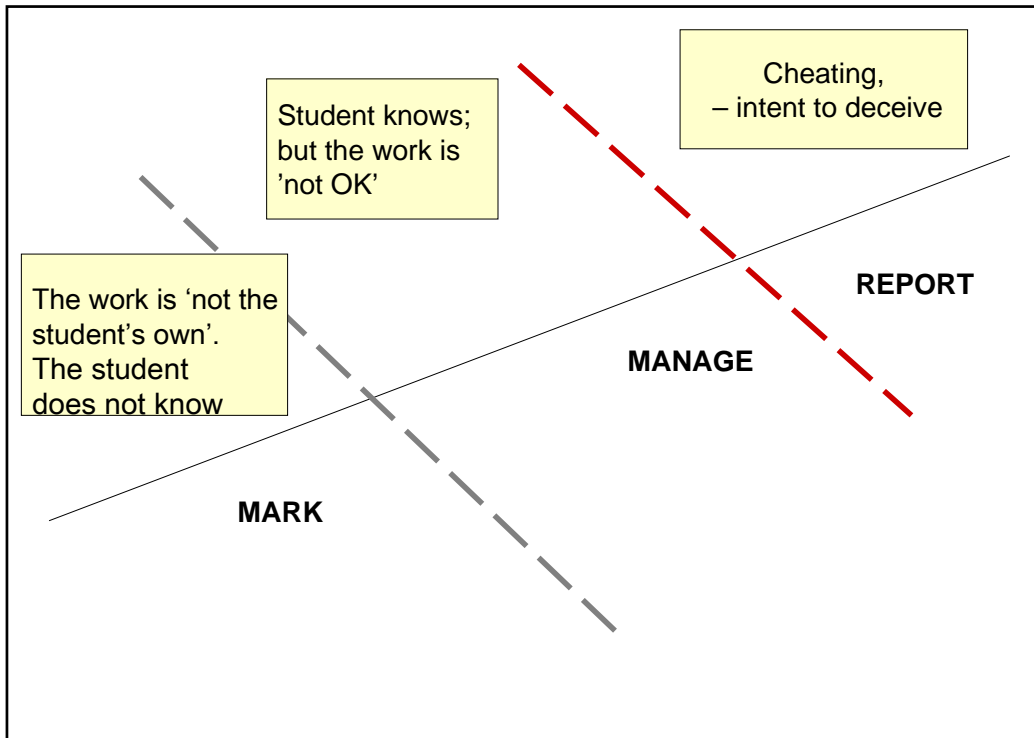 Cheating,
– intent to deceive
Student knows;
but the work is
’not OK’
The work is ‘not the
student’s own’.
The student
does not know
REPORT
MANAGE
MARK